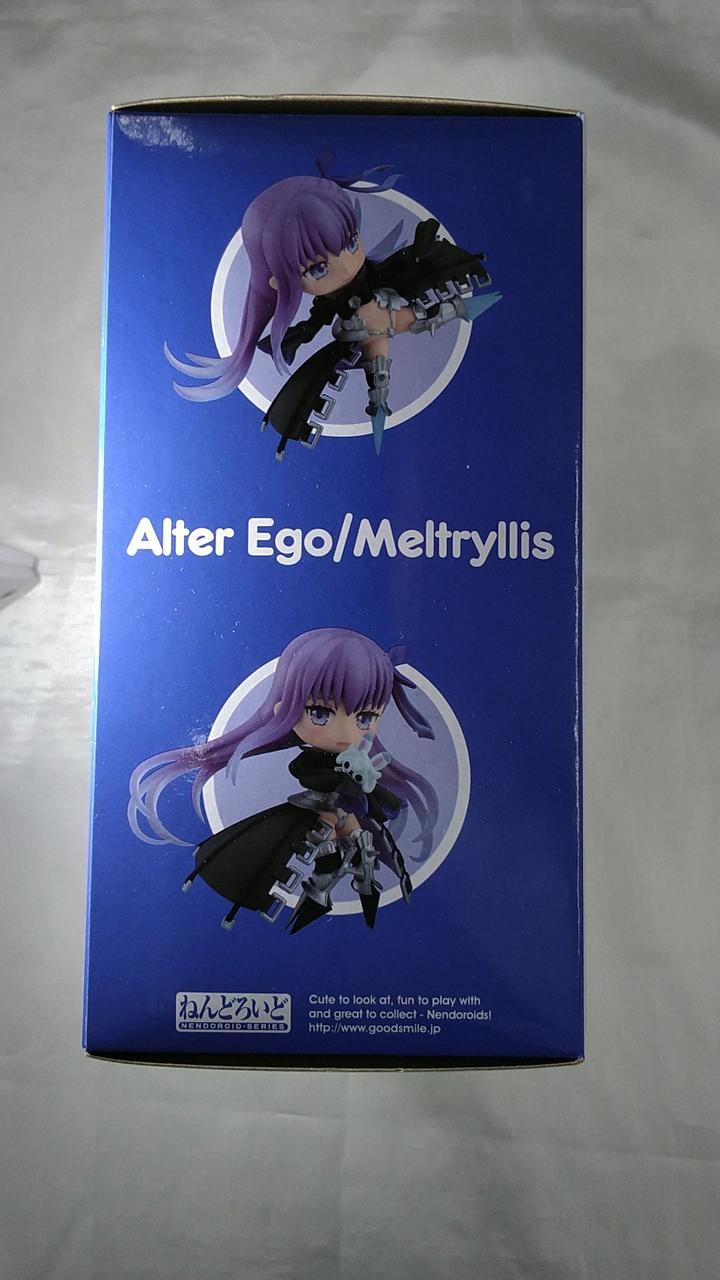 Alter Ego/Meltryllis
ねんどろいど
NENDOROID-SERIES
Cute to look at, fun to play with
and great to collect - Nendoroids!
http://www.goodsmile.jp